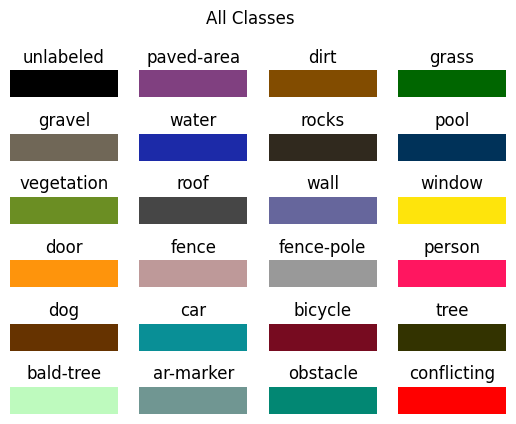 All Classes
unlabeled paved-area dirt grass
gravel water rocks pool
vegetation roof wall window
door fence fence-pole person
dog car bicycle tree
bald-tree ar-marker obstacle conflicting